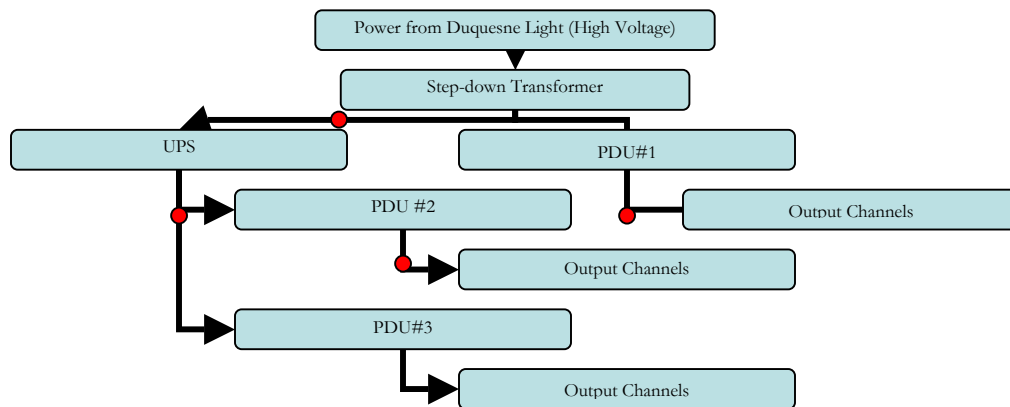 Power from Duquesne Light (High Voltage)
Step-down Transformer
UPS
PDU#1
PDU #2
Output Channels
Output Channels
PDU#3
Output Channels